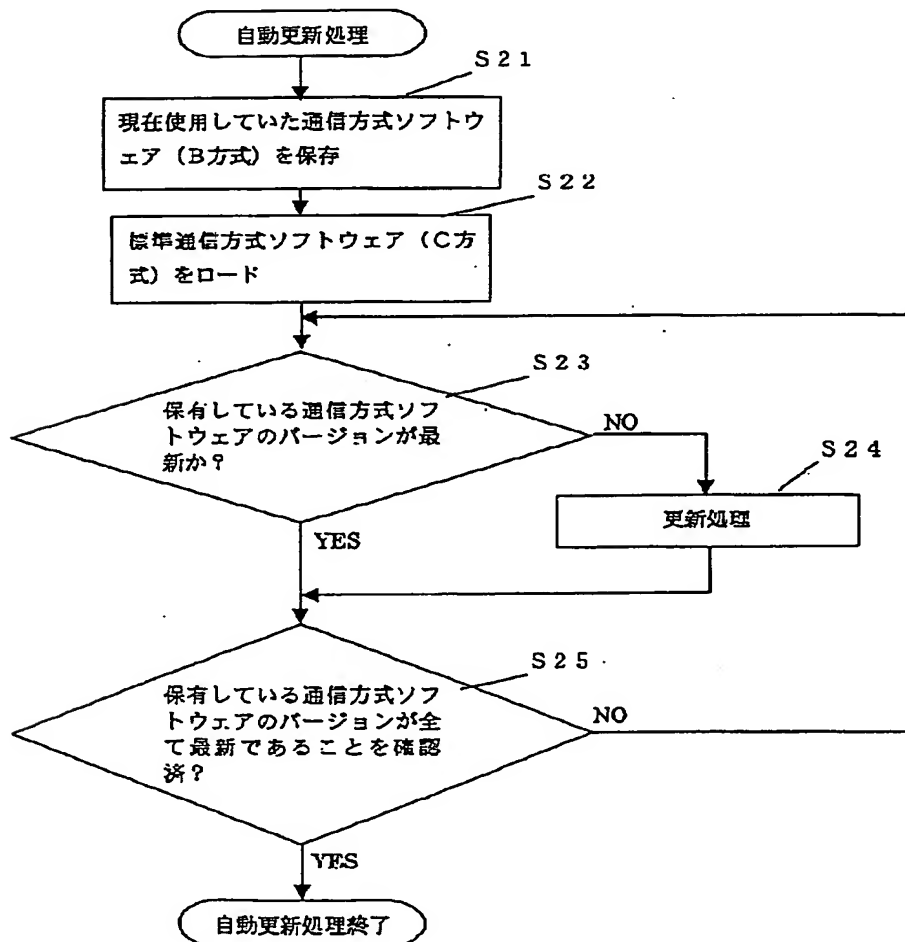 自動更新処理
S21
現在使用していた通信方式ソフトウ
ェア（B方式）を保存
S22
標準通信方式ソフトウェア（C方
式）をロード
S23
保有している通信方式ソフ
トウェアのバージョンが最
新か？
NO
S24
更新処理
YES
S25
保有している通信方式ソフ
トウェアのバージョンが全
て最新であることを確認
済？
NO
YES
自動更新処理終了